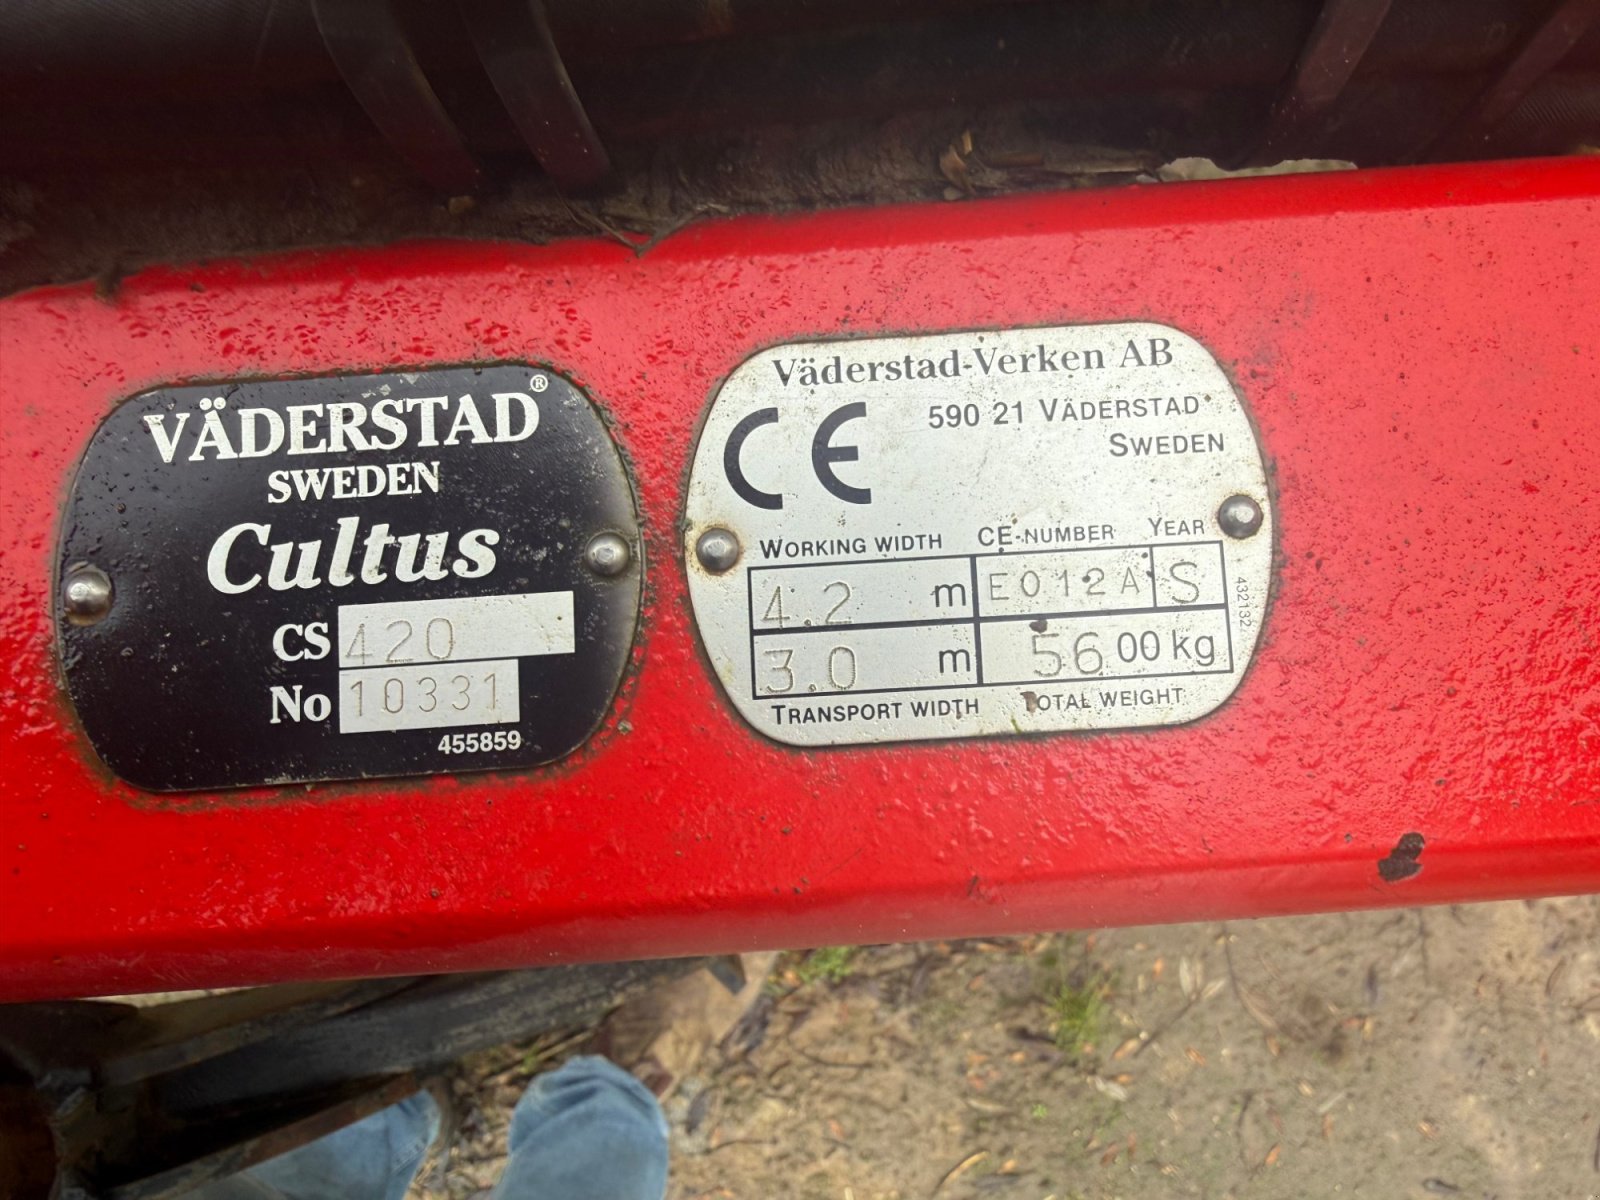 VÄDERSTAD®
SWEDEN
Cultus
CS 420
No 10331
455859
Väderstad-Verken AB
CE
590 21 VÄDERSTAD
SWEDEN
WORKING WIDTH CE-NUMBER YEAR
4.2 m E012A S
3.0 m 5600 kg
TRANSPORT WIDTH TOTAL WEIGHT
432132